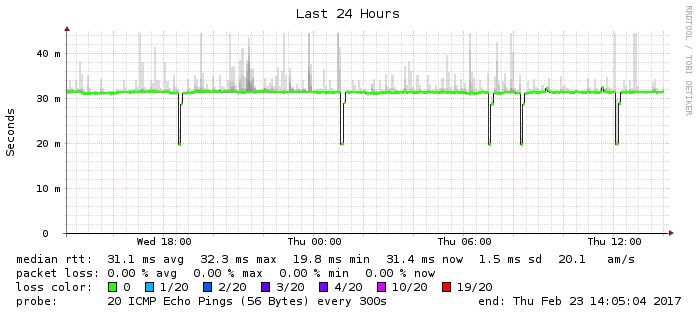 Last 24 Hours
RRDTOOL / TOBI OETIKER
Seconds
40 m
30 m
20 m
10 m
0
Wed 18:00 Thu 00:00 Thu 06:00 Thu 12:00
median rtt: 31.1 ms avg 32.3 ms max 19.8 ms min 31.4 ms now 1.5 ms sd 20.1 am/s
packet loss: 0.00 % avg 0.00 % max 0.00 % min 0.00 % now
loss color: 0 1/20 2/20 3/20 4/20 10/20 19/20
probe: 20 ICMP Echo Pings (56 Bytes) every 300s end: Thu Feb 23 14:05:04 2017